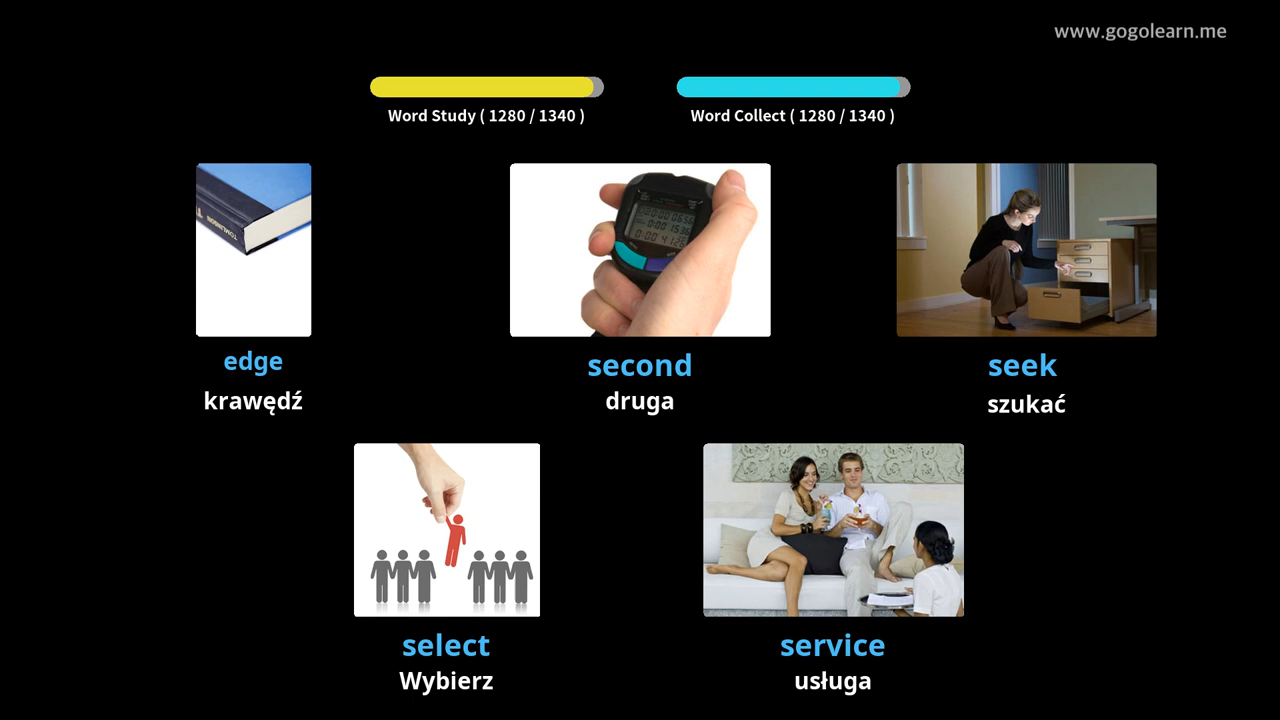 www.gogolearn.me
Word Study ( 1280 / 1340 )
Word Collect ( 1280 / 1340 )
TOMLINSON
edge
krawędź
second
druga
seek
szukać
select
Wybierz
service
usługa